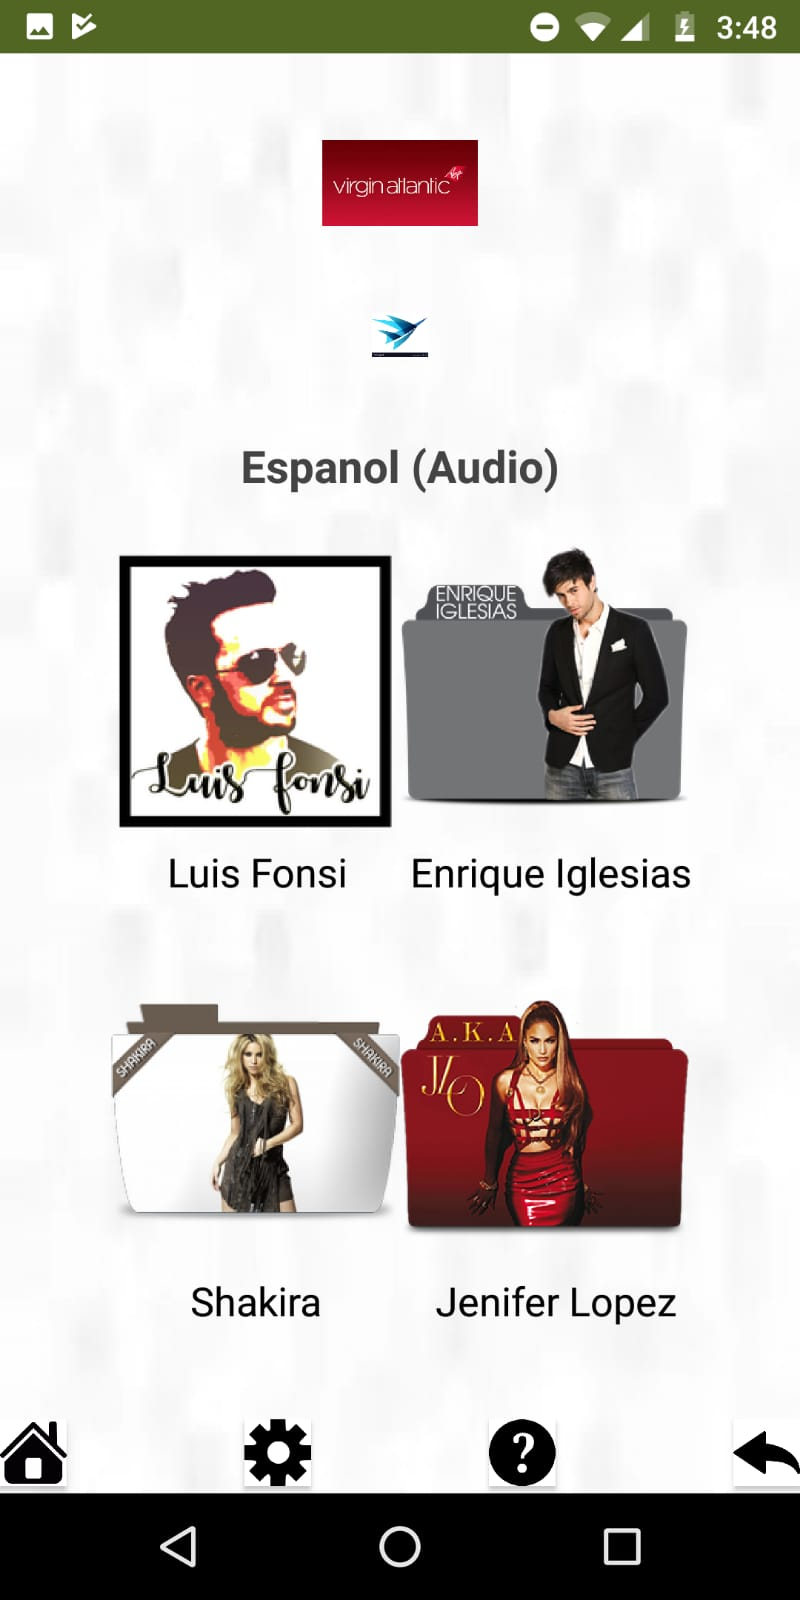 3:48
virgin atlantic
Espanol (Audio)
Luis Fonsi
ENRIQUE
IGLESIAS
Luis Fonsi
Enrique Iglesias
SHAKIRA
SHAKIRA
A.K.A
JLO
Shakira
Jenifer Lopez
?